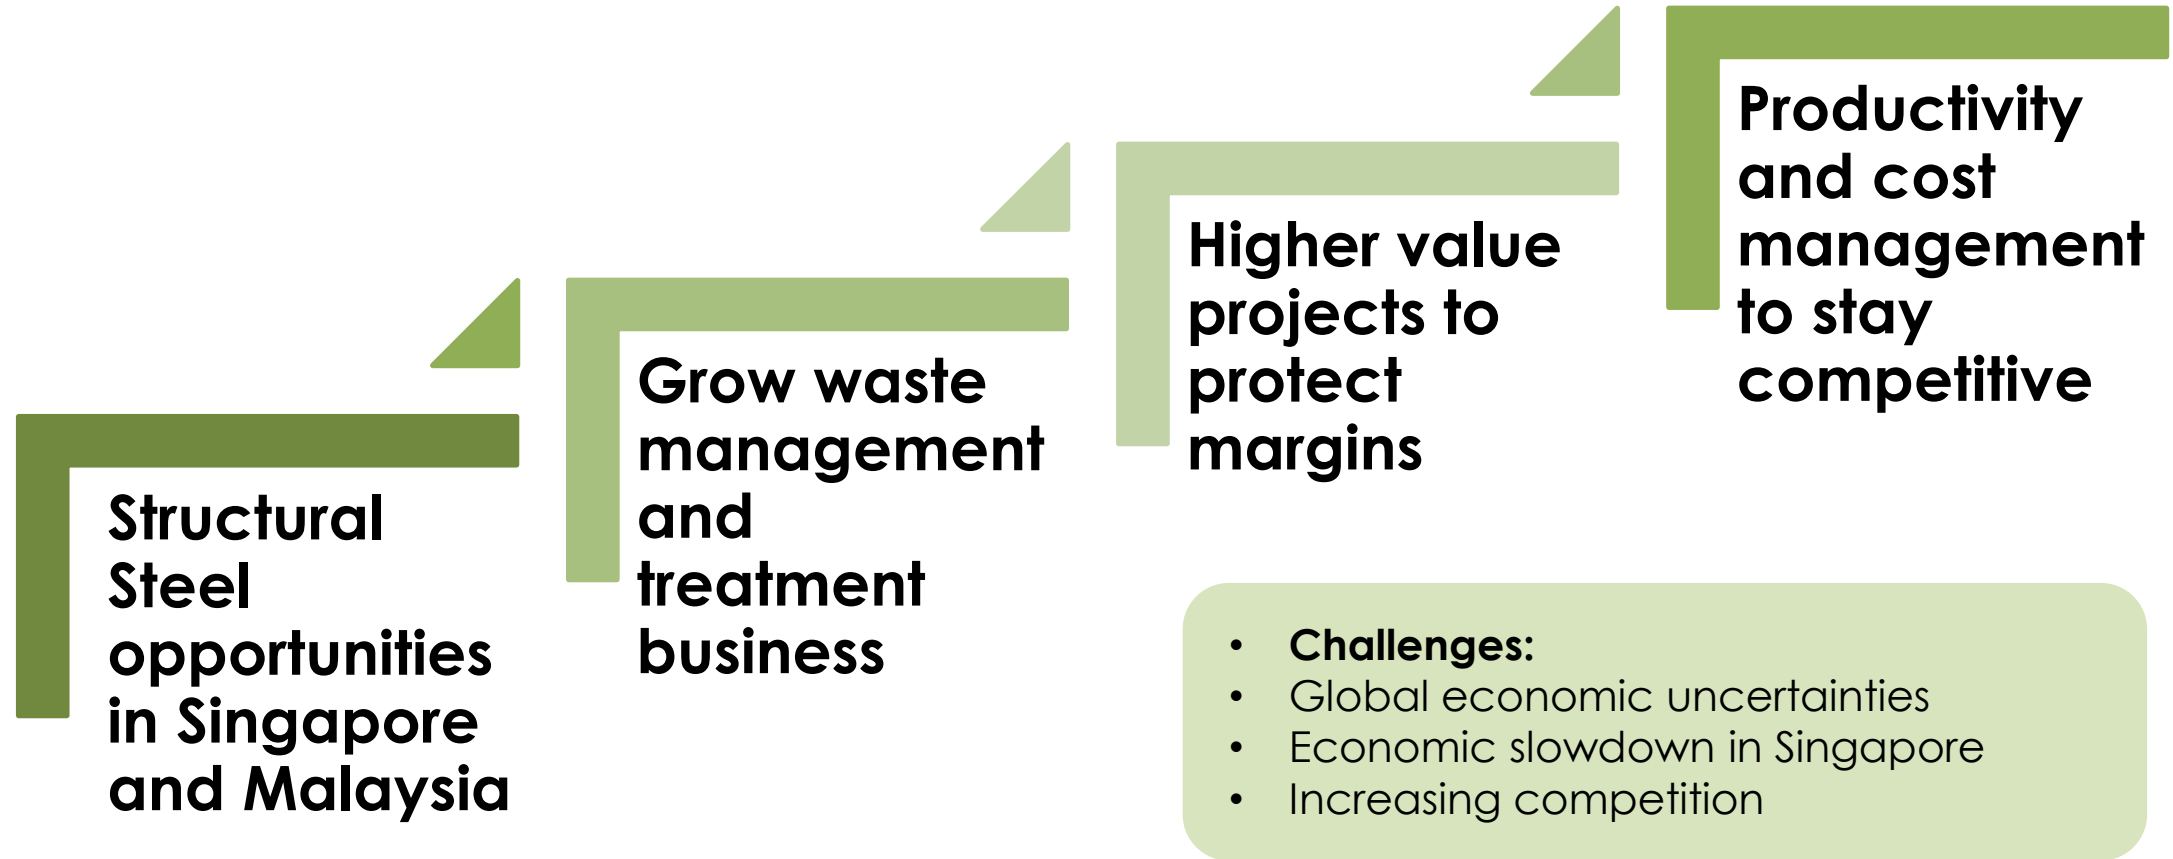 Structural
Steel
opportunities
in Singapore
and Malaysia
Grow waste
management
and
treatment
business
Higher value
projects to
protect
margins
Productivity
and cost
management
to stay
competitive
• Challenges:
• Global economic uncertainties
• Economic slowdown in Singapore
• Increasing competition